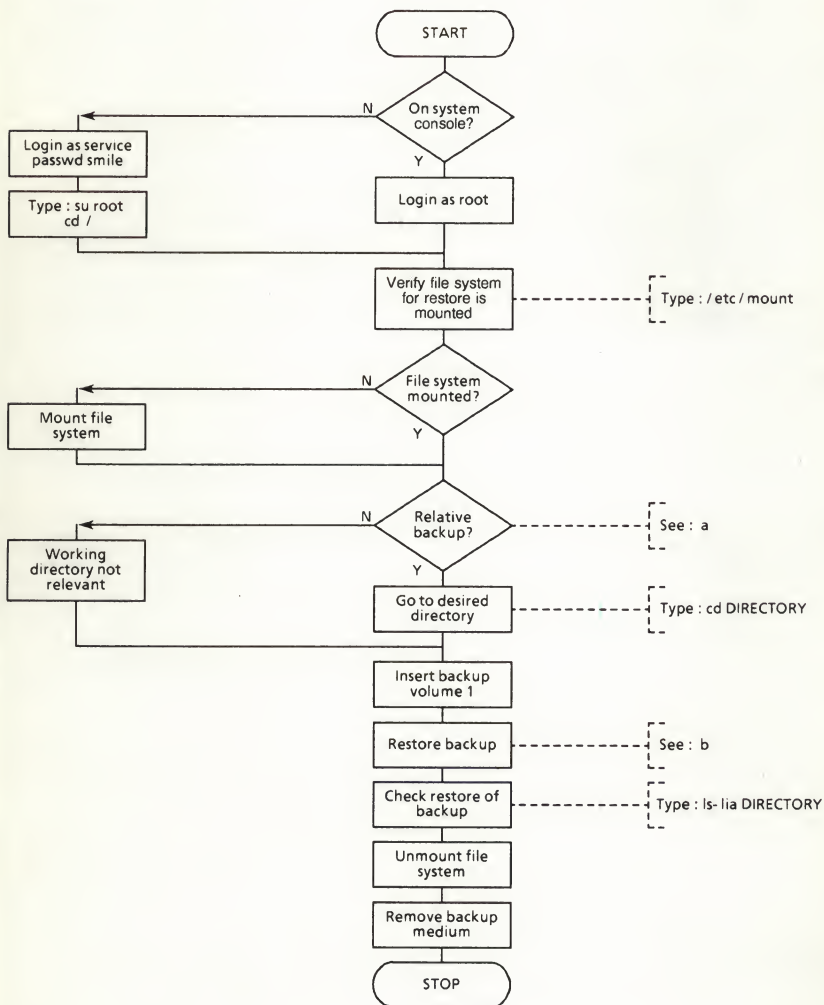 START
N
On system
console?
Login as service
passwd smile
Y
Type : su root
cd /
Login as root
Verify file system
for restore is
mounted
Type : / etc / mount
N
File system
mounted?
Mount file
system
Y
N
Relative
backup?
See : a
Working
directory not
relevant
Y
Go to desired
directory
Type : cd DIRECTORY
Insert backup
volume 1
Restore backup
See : b
Check restore of
backup
Type : ls- lia DIRECTORY
Unmount file
system
Remove backup
medium
STOP